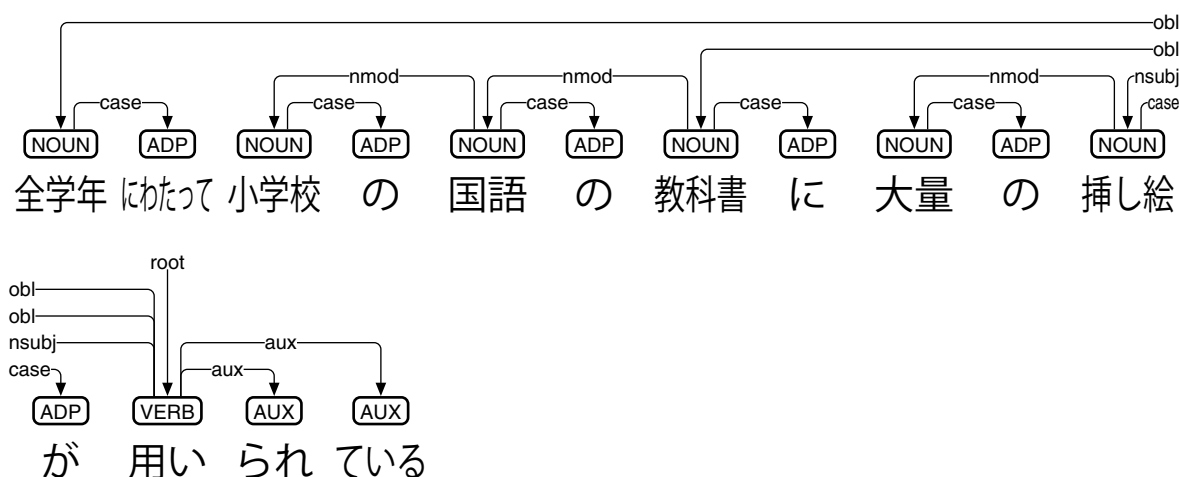 obl
obl
nmod nmod nmod nsubj
case case case case case case
NOUN ADP NOUN ADP NOUN ADP NOUN ADP NOUN ADP NOUN
全学年 にわたって 小学校 の 国語 の 教科書 に 大量 の 挿し絵
root
obl
obl
nsubj aux
case aux
ADP VERB AUX AUX
が 用い られ ている